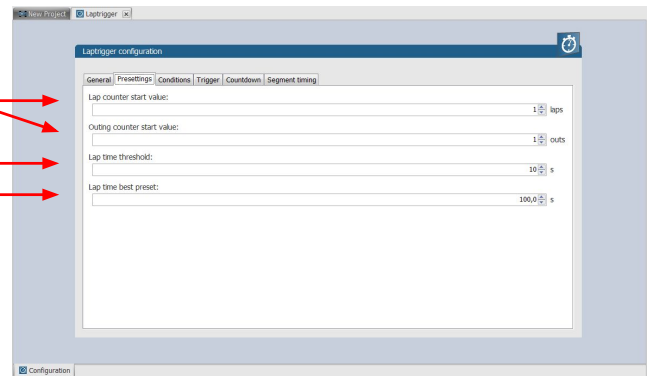 New Project Laptrigger
Laptrigger configuration
General Presettings Conditions Trigger Countdown Segment timing
Lap counter start value:
1 laps
Outing counter start value:
1 outs
Lap time threshold:
10 s
Lap time best preset:
100,0 s
Configuration